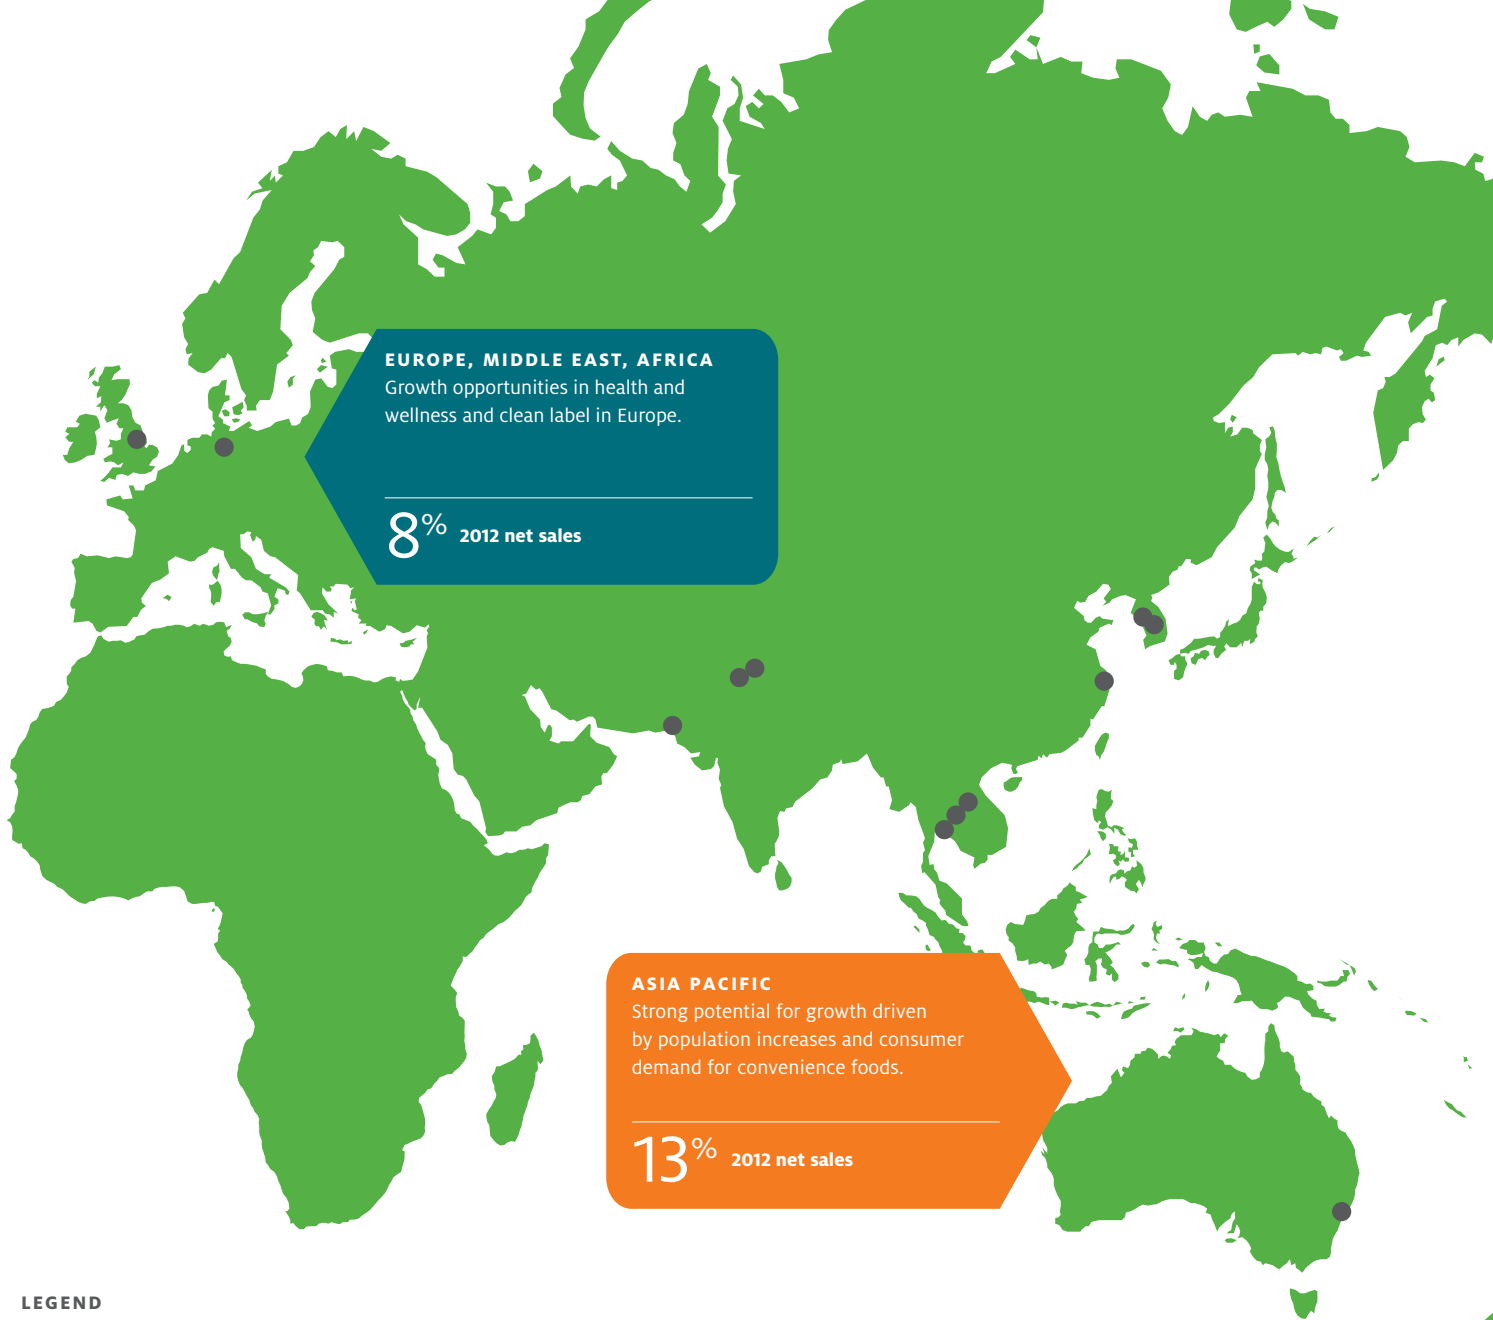 EUROPE, MIDDLE EAST, AFRICA
Growth opportunities in health and
wellness and clean label in Europe.
8% 2012 net sales
ASIA PACIFIC
Strong potential for growth driven
by population increases and consumer
demand for convenience foods.
13% 2012 net sales
LEGEND